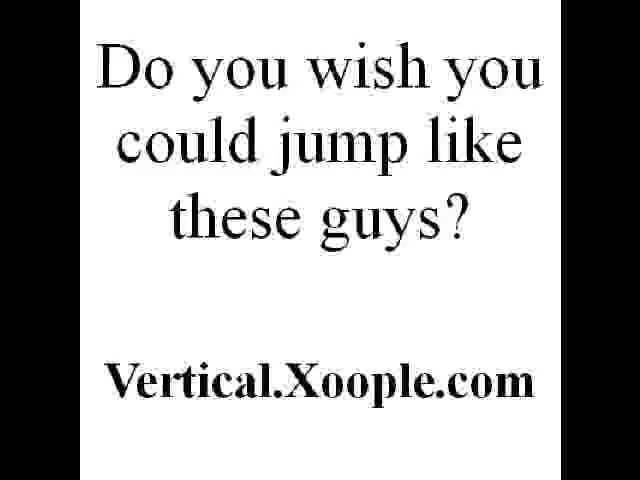 Do you wish you
could jump like
these guys?
Vertical.Xoople.com